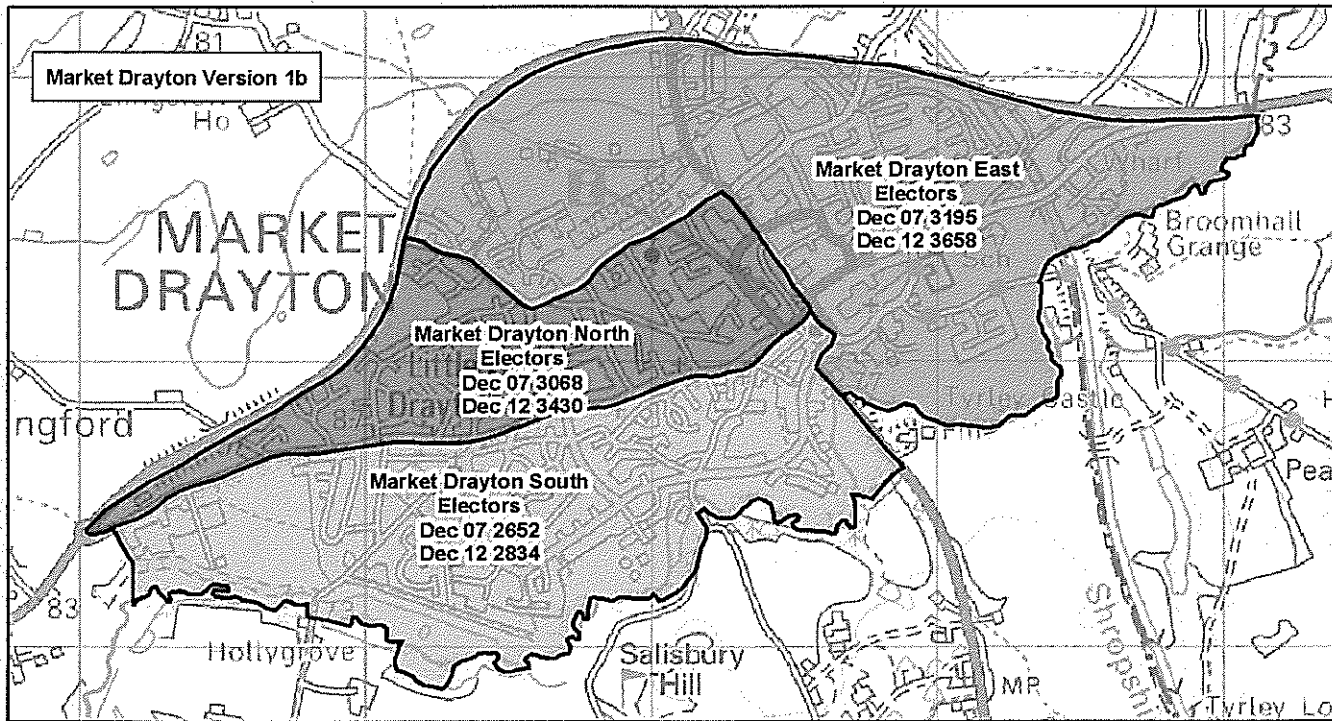 81
Market Drayton Version 1b
Ho
83
Market Drayton East
Electors
Dec 07 3195
Dec 12 3658
Broomhall
Grange
MARKET
DRAYTON
Market Drayton North
Electors
Dec 07 3068
Dec 12 3430
ngford
Pea
Market Drayton South
Electors
Dec 07 2652
Dec 12 2834
83
Hollygrove
Salisbury
Hill
MP
Shropshi
Tyrley Lo